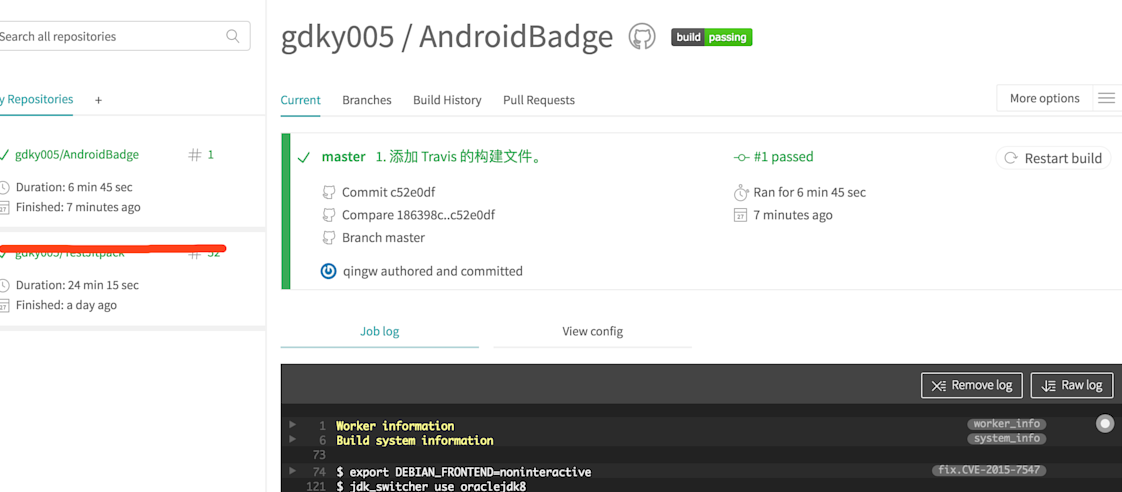 Search all repositories
gdky005 / AndroidBadge
build passing
y Repositories
+
Current
Branches
Build History
Pull Requests
More options
gdky005/AndroidBadge
# 1
Duration: 6 min 45 sec
Finished: 7 minutes ago
Duration: 24 min 15 sec
Finished: a day ago
master 1. 添加 Travis 的构建文件。
Commit c52e0df
Compare 186398c..c52e0df
Branch master
qingw authored and committed
#1 passed
Ran for 6 min 45 sec
7 minutes ago
Restart build
Job log
View config
Remove log
Raw log
1 Worker information worker_info
6 Build system information system_info
73
74 $ export DEBIAN_FRONTEND=noninteractive fix.CVE-2015-7547
121 $ jdk_switcher use oraclejdk8